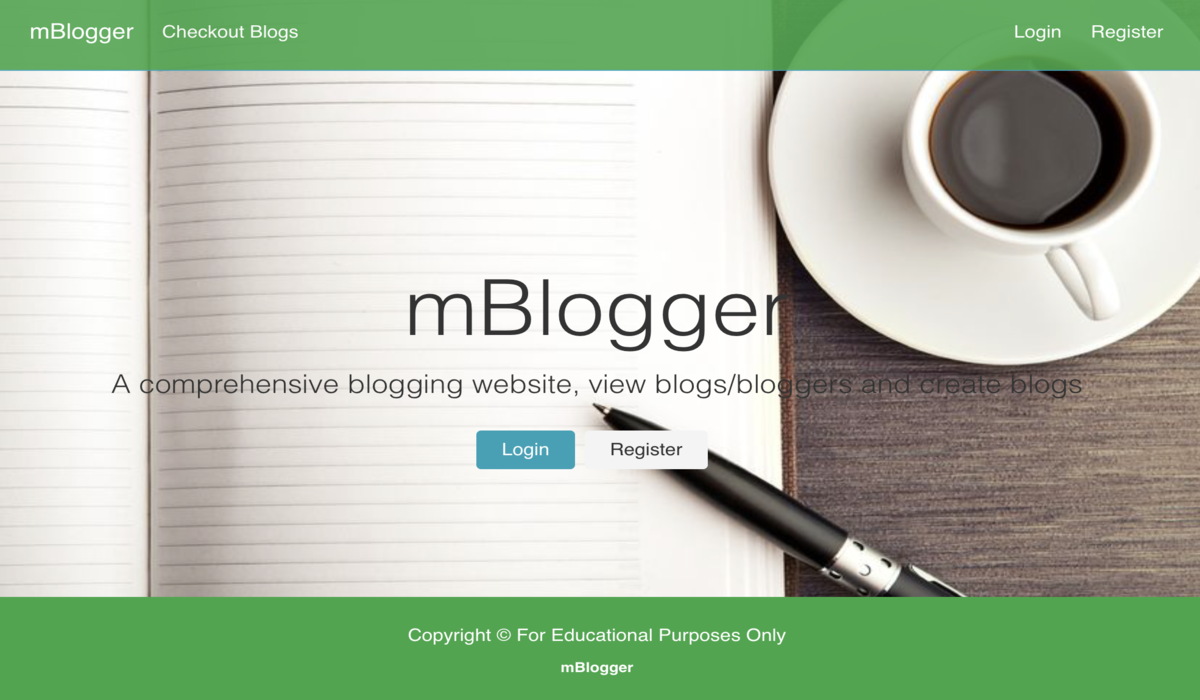 mBlogger Checkout Blogs Login Register
mBlogger
A comprehensive blogging website, view blogs/bloggers and create blogs
Login Register
Copyright © For Educational Purposes Only
mBlogger